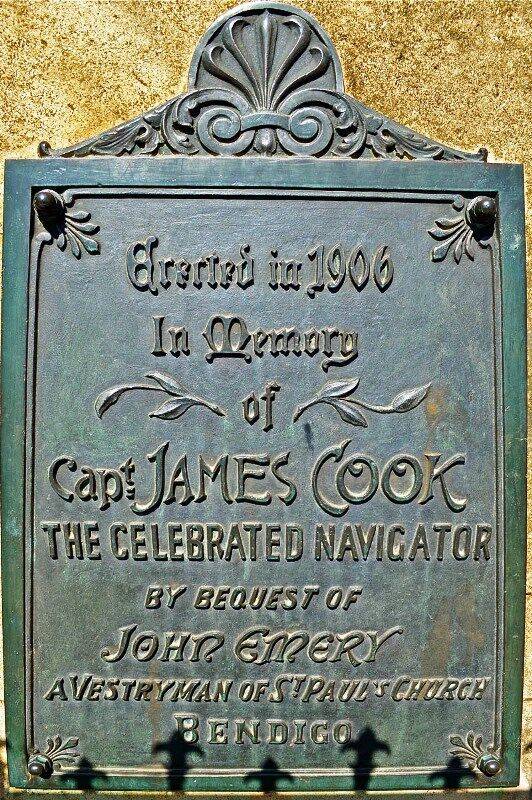 Erected in 1906
In Memory
of
Capt. JAMES COOK
THE CELEBRATED NAVIGATOR
BY BEQUEST OF
JOHN EMERY
A VESTRYMAN OF ST PAUL'S CHURCH
BENDIGO